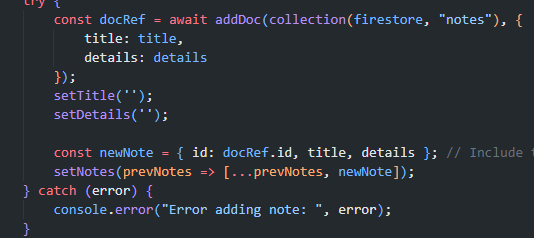 try {
const docRef = await addDoc(collection(firestore, "notes"), {
title: title,
details: details
});
setTitle('');
setDetails('');
const newNote = { id: docRef.id, title, details }; // Include
setNotes(prevNotes => [...prevNotes, newNote]);
} catch (error) {
console.error("Error adding note: ", error);
}